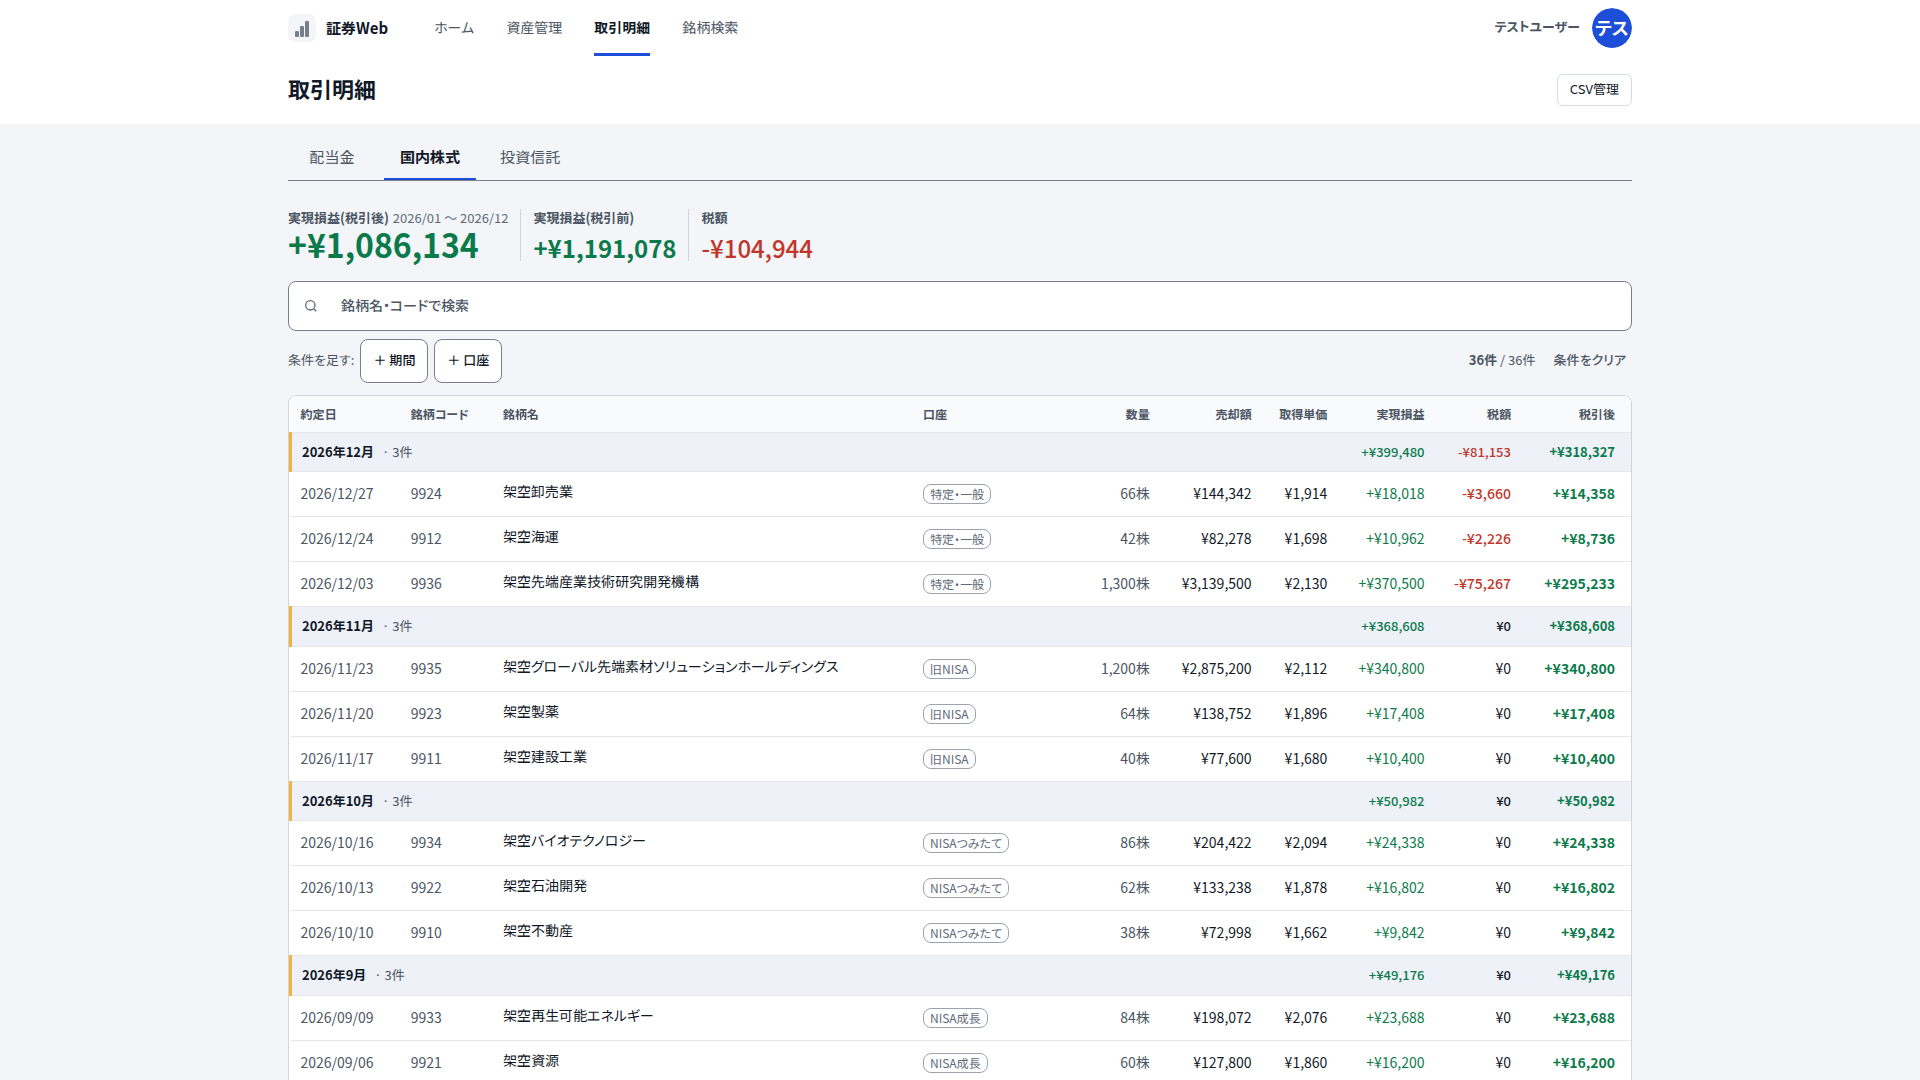 証券Web ホーム 資産管理 取引明細 銘柄検索 テストユーザー テス
取引明細 CSV管理
配当金 国内株式 投資信託
実現損益(税引後) 2026/01 〜 2026/12 実現損益(税引前) 税額
+¥1,086,134 +¥1,191,078 -¥104,944
銘柄名・コードで検索
条件を足す: ＋ 期間 ＋ 口座 36件 / 36件 条件をクリア
約定日 銘柄コード 銘柄名 口座 数量 売却額 取得単価 実現損益 税額 税引後
2026年12月 · 3件 +¥399,480 -¥81,153 +¥318,327
2026/12/27 9924 架空卸売業 特定・一般 66株 ¥144,342 ¥1,914 +¥18,018 -¥3,660 +¥14,358
2026/12/24 9912 架空海運 特定・一般 42株 ¥82,278 ¥1,698 +¥10,962 -¥2,226 +¥8,736
2026/12/03 9936 架空先端産業技術研究開発機構 特定・一般 1,300株 ¥3,139,500 ¥2,130 +¥370,500 -¥75,267 +¥295,233
2026年11月 · 3件 +¥368,608 ¥0 +¥368,608
2026/11/23 9935 架空グローバル先端素材ソリューションホールディングス 旧NISA 1,200株 ¥2,875,200 ¥2,112 +¥340,800 ¥0 +¥340,800
2026/11/20 9923 架空製薬 旧NISA 64株 ¥138,752 ¥1,896 +¥17,408 ¥0 +¥17,408
2026/11/17 9911 架空建設工業 旧NISA 40株 ¥77,600 ¥1,680 +¥10,400 ¥0 +¥10,400
2026年10月 · 3件 +¥50,982 ¥0 +¥50,982
2026/10/16 9934 架空バイオテクノロジー NISAつみたて 86株 ¥204,422 ¥2,094 +¥24,338 ¥0 +¥24,338
2026/10/13 9922 架空石油開発 NISAつみたて 62株 ¥133,238 ¥1,878 +¥16,802 ¥0 +¥16,802
2026/10/10 9910 架空不動産 NISAつみたて 38株 ¥72,998 ¥1,662 +¥9,842 ¥0 +¥9,842
2026年9月 · 3件 +¥49,176 ¥0 +¥49,176
2026/09/09 9933 架空再生可能エネルギー NISA成長 84株 ¥198,072 ¥2,076 +¥23,688 ¥0 +¥23,688
2026/09/06 9921 架空資源 NISA成長 60株 ¥127,800 ¥1,860 +¥16,200 ¥0 +¥16,200